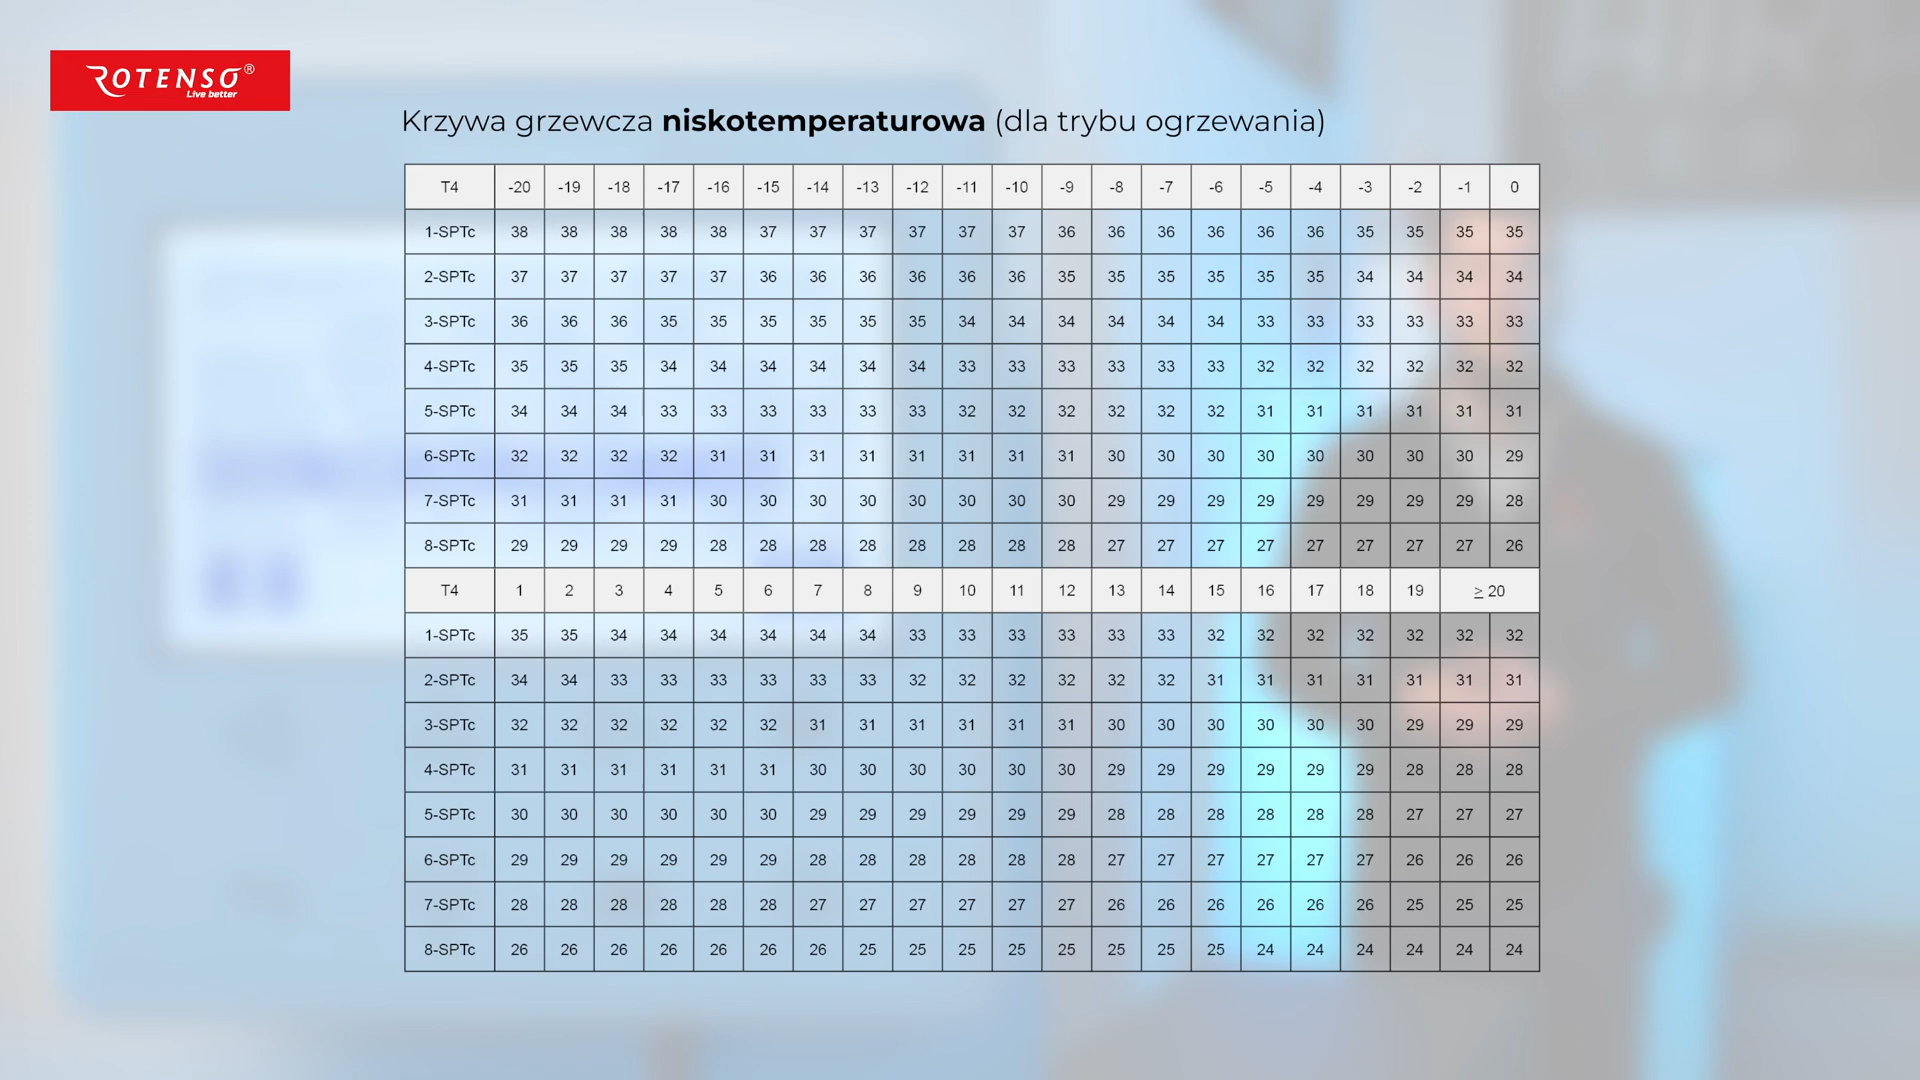 ROTENSO®
Live better
Krzywa grzewcza niskotemperaturowa (dla trybu ogrzewania)
T4 -20 -19 -18 -17 -16 -15 -14 -13 -12 -11 -10 -9 -8 -7 -6 -5 -4 -3 -2 -1 0
1-SPTc 38 38 38 38 38 37 37 37 37 37 37 36 36 36 36 36 36 35 35 35 35
2-SPTc 37 37 37 37 37 36 36 36 36 36 36 35 35 35 35 35 35 34 34 34 34
3-SPTc 36 36 36 35 35 35 35 35 35 34 34 34 34 34 34 33 33 33 33 33 33
4-SPTc 35 35 35 34 34 34 34 34 34 33 33 33 33 33 33 32 32 32 32 32 32
5-SPTc 34 34 34 33 33 33 33 33 33 32 32 32 32 32 32 31 31 31 31 31 31
6-SPTc 32 32 32 32 31 31 31 31 31 31 31 31 30 30 30 30 30 30 30 30 29
7-SPTc 31 31 31 31 30 30 30 30 30 30 30 30 29 29 29 29 29 29 29 29 28
8-SPTc 29 29 29 29 28 28 28 28 28 28 28 28 27 27 27 27 27 27 27 27 26
T4 1 2 3 4 5 6 7 8 9 10 11 12 13 14 15 16 17 18 19 ≥ 20
1-SPTc 35 35 34 34 34 34 34 34 33 33 33 33 33 33 32 32 32 32 32 32 32
2-SPTc 34 34 33 33 33 33 33 33 32 32 32 32 32 32 31 31 31 31 31 31 31
3-SPTc 32 32 32 32 32 32 31 31 31 31 31 31 30 30 30 30 30 30 29 29 29
4-SPTc 31 31 31 31 31 31 30 30 30 30 30 30 29 29 29 29 29 29 28 28 28
5-SPTc 30 30 30 30 30 30 29 29 29 29 29 29 28 28 28 28 28 28 27 27 27
6-SPTc 29 29 29 29 29 29 28 28 28 28 28 28 27 27 27 27 27 27 26 26 26
7-SPTc 28 28 28 28 28 28 27 27 27 27 27 27 26 26 26 26 26 26 25 25 25
8-SPTc 26 26 26 26 26 26 26 25 25 25 25 25 25 25 25 24 24 24 24 24 24